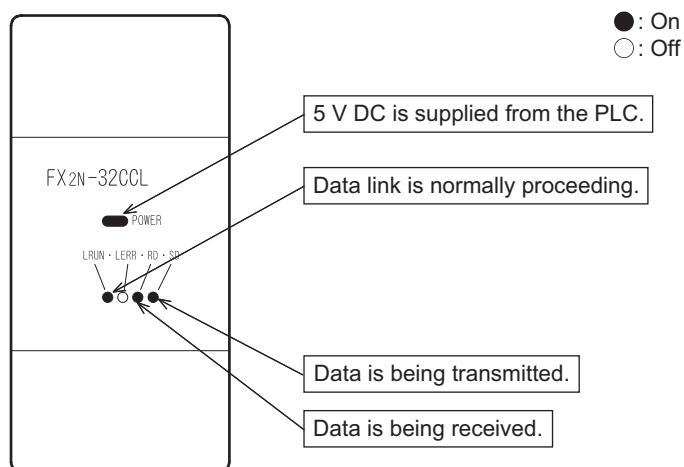 ●: On
○: Off
5 V DC is supplied from the PLC.
FX2N-32CCL
Data link is normally proceeding.
POWER
LRUN・LERR・RD・SD
Data is being transmitted.
Data is being received.